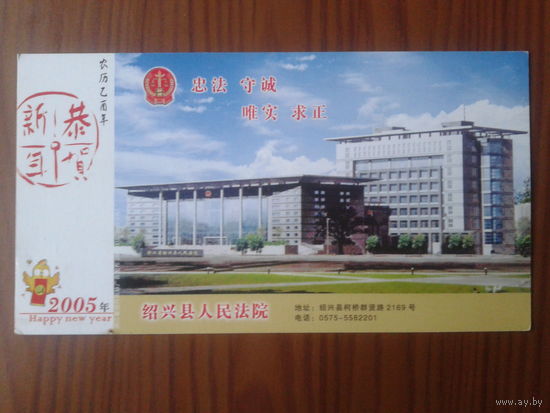 农历乙酉年
恭贺
新年
忠法 守诚
唯实 求正
2005年
Happy new year
绍兴县人民法院
地址：绍兴县柯桥群贤路2169号
电话：0575-5582201
www.ay.by